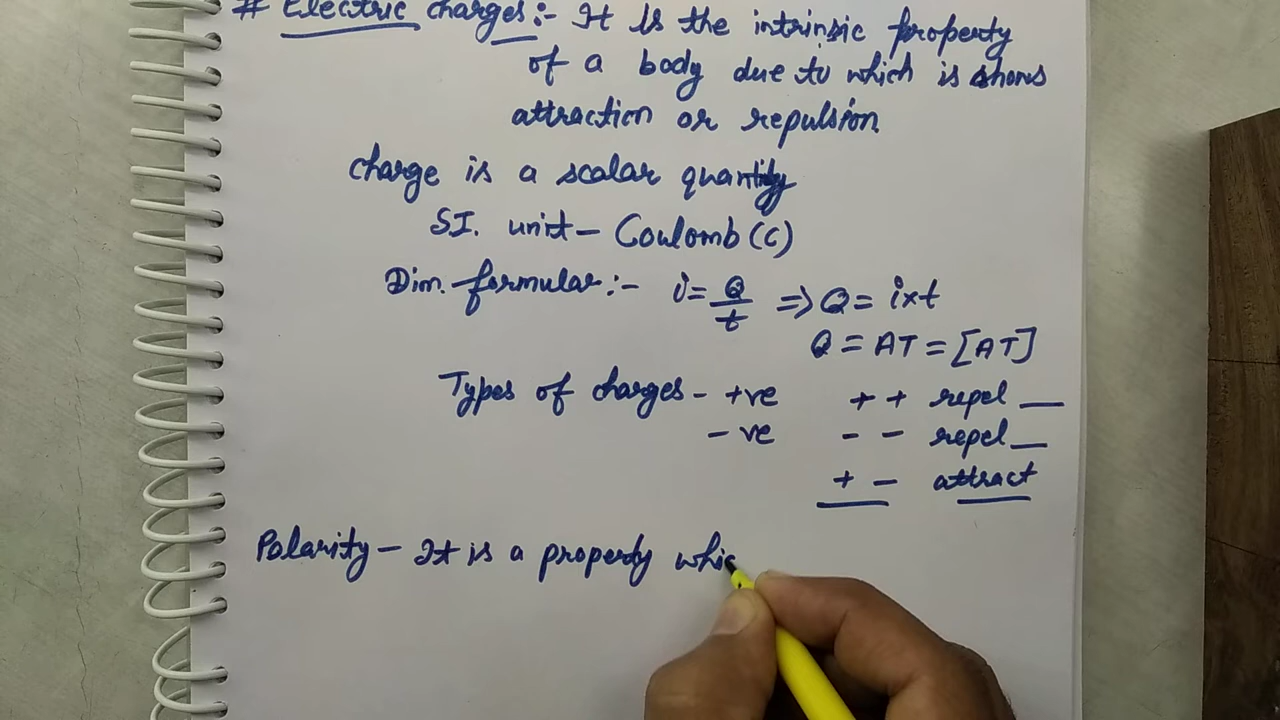 # Electric charges:- It is the intrinsic property
of a body due to which is shows
attraction or repulsion
charge is a scalar quantity
SI. unit - Coulomb (C)
Dim. formular:- i = Q/t => Q = i×t
Q = AT = [AT]
Types of charges - +ve + + repel
- ve - - repel
+ - attract
Polarity - It is a property whi